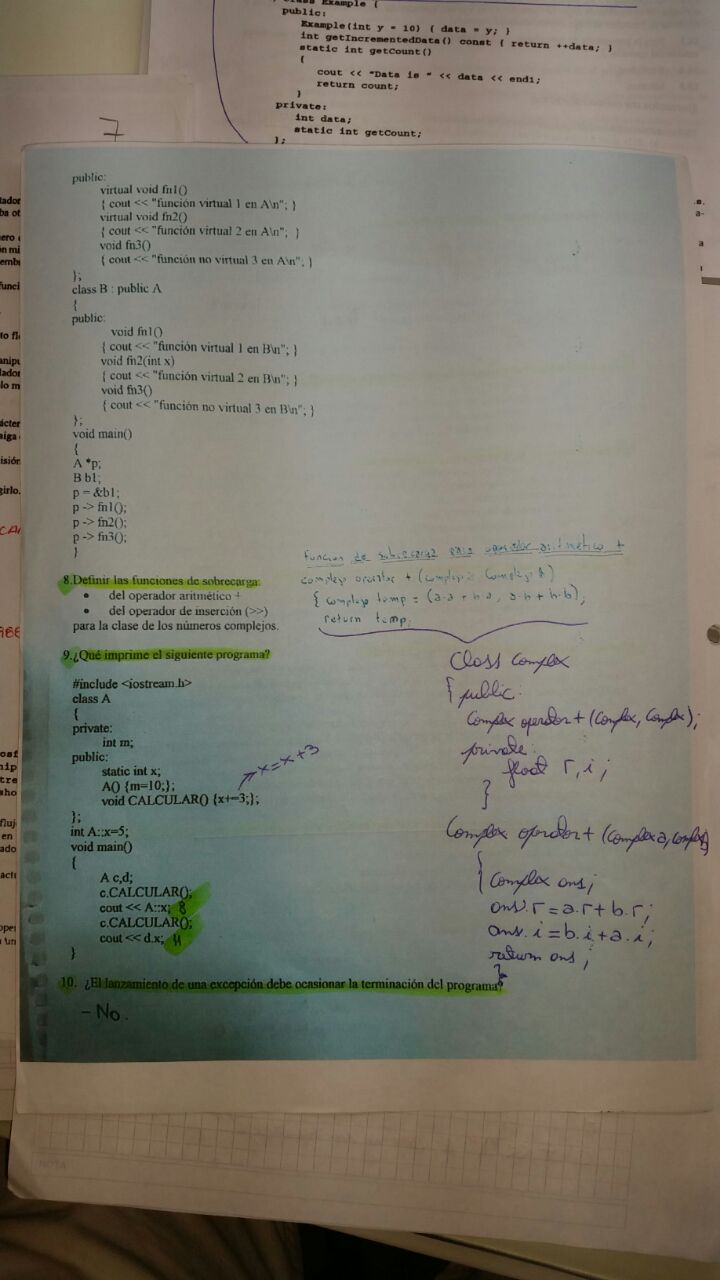 class Example {
public:
Example(int y = 10) { data = y; }
int getIncrementedData() const { return ++data; }
static int getCount()
{
cout << "Data is " << data << endl;
return count;
}
private:
int data;
static int getCount;
};
7
public:
virtual void fn1()
{ cout << "función virtual 1 en A\n"; }
virtual void fn2()
{ cout << "función virtual 2 en A\n"; }
void fn3()
{ cout << "función no virtual 3 en A\n"; }
};
class B : public A
{
public:
void fn1()
{ cout << "función virtual 1 en B\n"; }
void fn2(int x)
{ cout << "función virtual 2 en B\n"; }
void fn3()
{ cout << "función no virtual 3 en B\n"; }
};
void main()
{
A *p;
B b1;
p = &b1;
p -> fn1();
p -> fn2();
p -> fn3();
}
Funcion de sobrecarga para operador aritmético +
8.Definir las funciones de sobrecarga:
• del operador aritmético +
• del operador de inserción (>>)
para la clase de los números complejos.
complejo operator +
return temp;
9.¿Qué imprime el siguiente programa?
#include <iostream.h>
class A
{
private:
int m;
public:
static int x;
A() {m=10;};
void CALCULAR() {x+=3;};
x=x+3
};
int A::x=5;
void main()
{
A c,d;
c.CALCULAR();
cout << A::x; 8
c.CALCULAR();
cout << d.x; 11
}
Class Complex
{ public:
Complex operator+(Complex, Complex);
private:
float r,i;
}
Complex operator+(Complex a, Complex b)
{
Complex ans;
ans.r=a.r+b.r;
ans.i=b.i+a.i;
return ans;
}
10. ¿El lanzamiento de una excepción debe ocasionar la terminación del programa?
- No.
NOTA